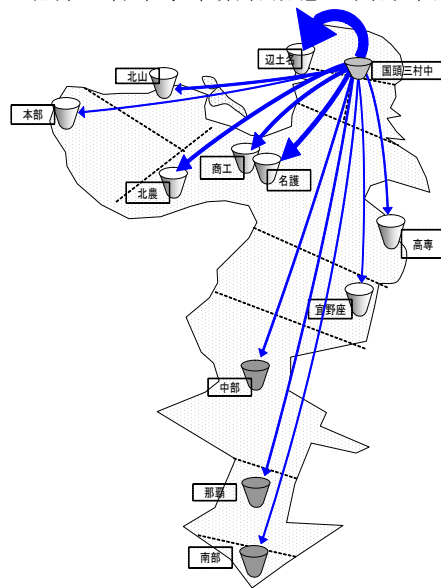 辺土名
国頭三村中
北山
本部
商工
名護
北農
高専
宜野座
中部
那覇
南部